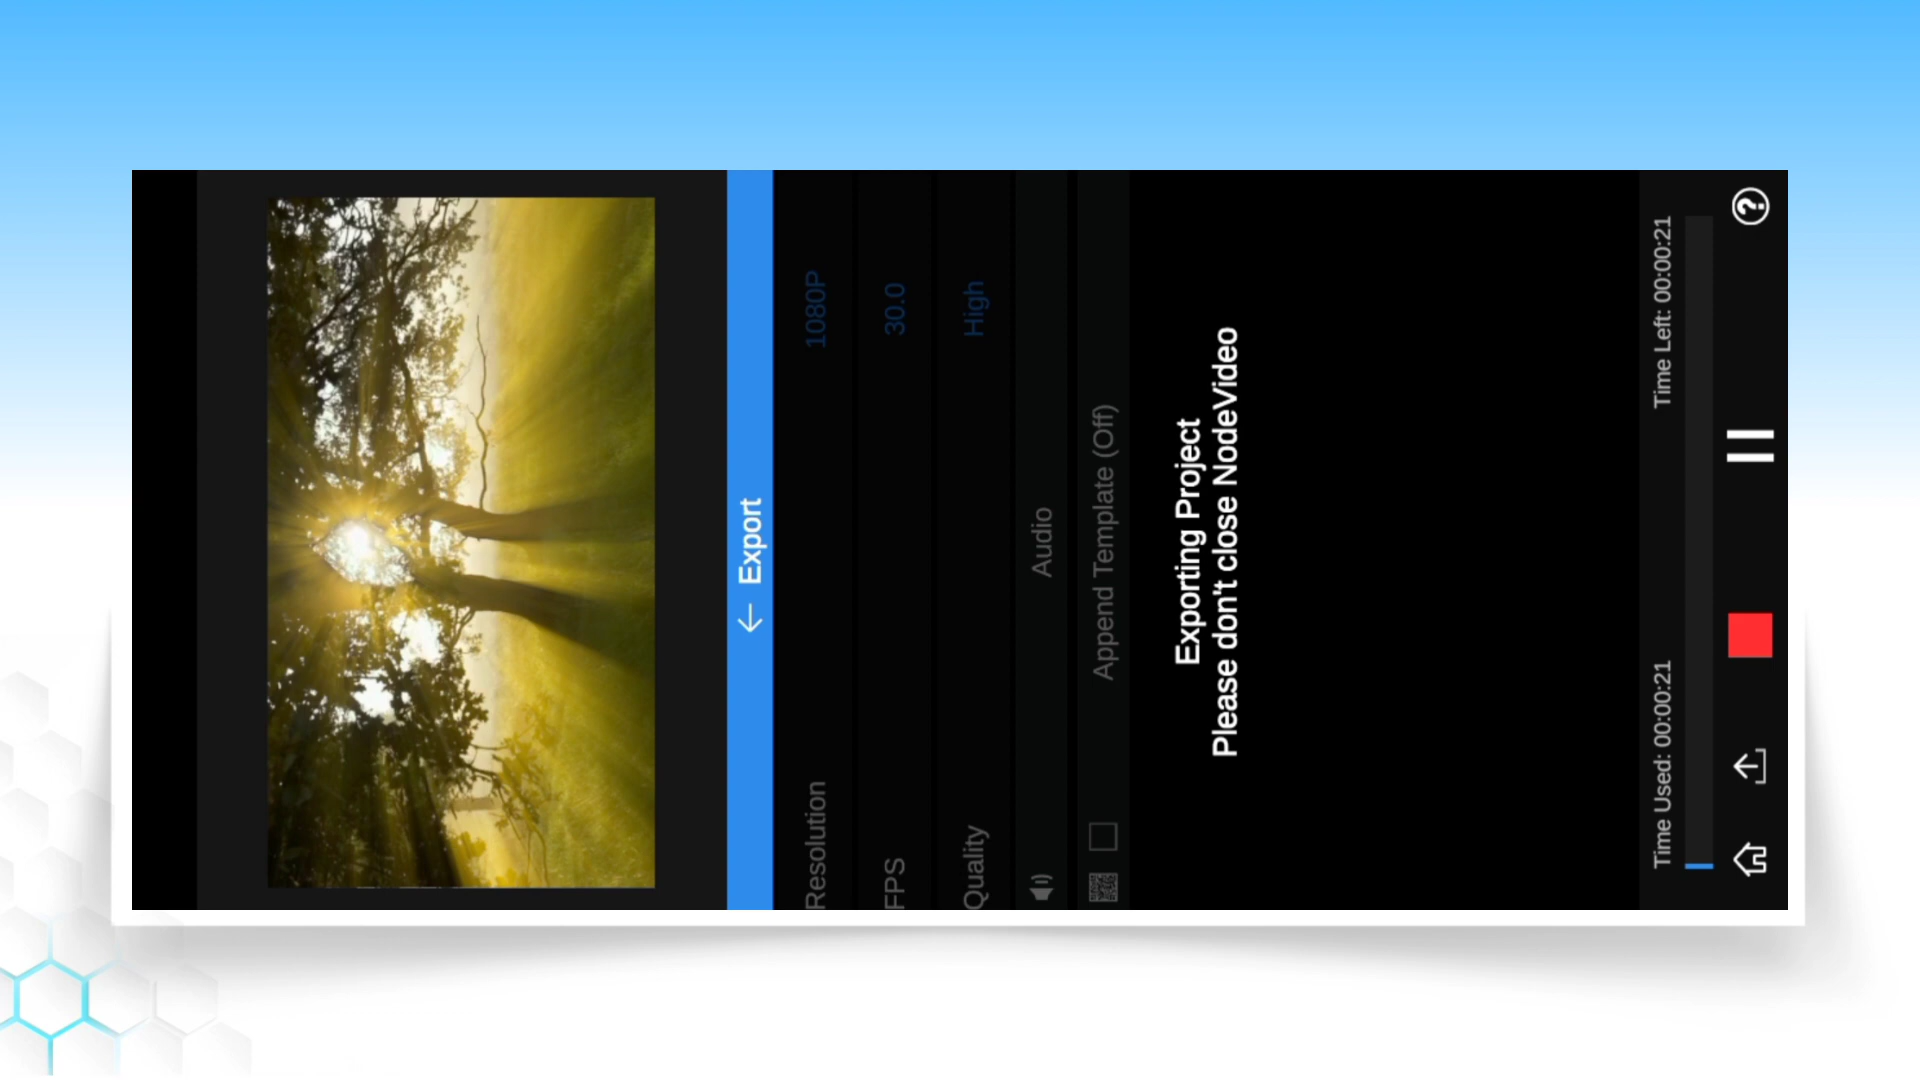 ← Export
Resolution 1080P
FPS 30.0
Quality High
Audio
Append Template (Off)
Exporting Project
Please don't close NodeVideo
Time Used: 00:00:21 Time Left: 00:00:21